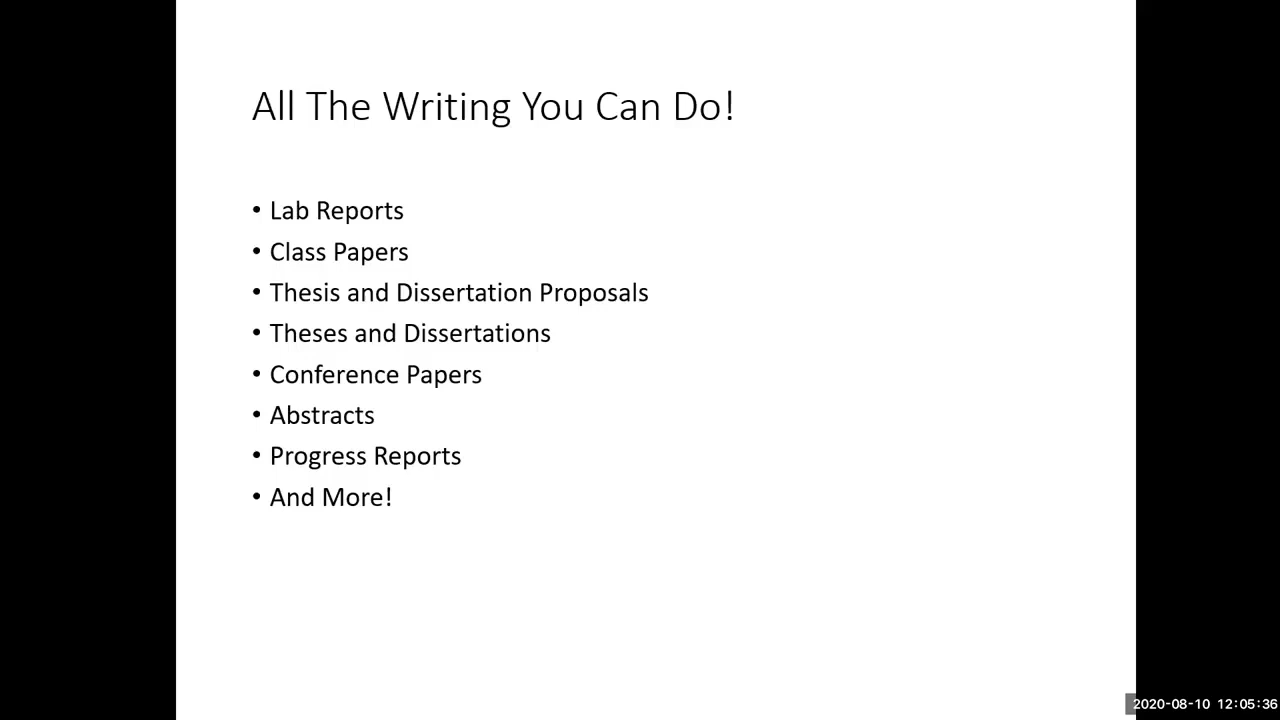 All The Writing You Can Do!
• Lab Reports
• Class Papers
• Thesis and Dissertation Proposals
• Theses and Dissertations
• Conference Papers
• Abstracts
• Progress Reports
• And More!
2020-08-10 12:05:36